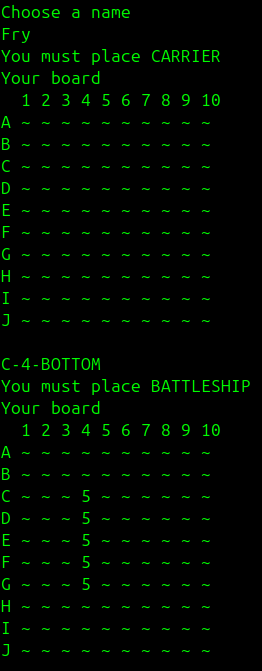 Choose a name
Fry
You must place CARRIER
Your board
  1 2 3 4 5 6 7 8 9 10
A ~ ~ ~ ~ ~ ~ ~ ~ ~ ~
B ~ ~ ~ ~ ~ ~ ~ ~ ~ ~
C ~ ~ ~ ~ ~ ~ ~ ~ ~ ~
D ~ ~ ~ ~ ~ ~ ~ ~ ~ ~
E ~ ~ ~ ~ ~ ~ ~ ~ ~ ~
F ~ ~ ~ ~ ~ ~ ~ ~ ~ ~
G ~ ~ ~ ~ ~ ~ ~ ~ ~ ~
H ~ ~ ~ ~ ~ ~ ~ ~ ~ ~
I ~ ~ ~ ~ ~ ~ ~ ~ ~ ~
J ~ ~ ~ ~ ~ ~ ~ ~ ~ ~

C-4-BOTTOM
You must place BATTLESHIP
Your board
  1 2 3 4 5 6 7 8 9 10
A ~ ~ ~ ~ ~ ~ ~ ~ ~ ~
B ~ ~ ~ ~ ~ ~ ~ ~ ~ ~
C ~ ~ ~ 5 ~ ~ ~ ~ ~ ~
D ~ ~ ~ 5 ~ ~ ~ ~ ~ ~
E ~ ~ ~ 5 ~ ~ ~ ~ ~ ~
F ~ ~ ~ 5 ~ ~ ~ ~ ~ ~
G ~ ~ ~ 5 ~ ~ ~ ~ ~ ~
H ~ ~ ~ ~ ~ ~ ~ ~ ~ ~
I ~ ~ ~ ~ ~ ~ ~ ~ ~ ~
J ~ ~ ~ ~ ~ ~ ~ ~ ~ ~